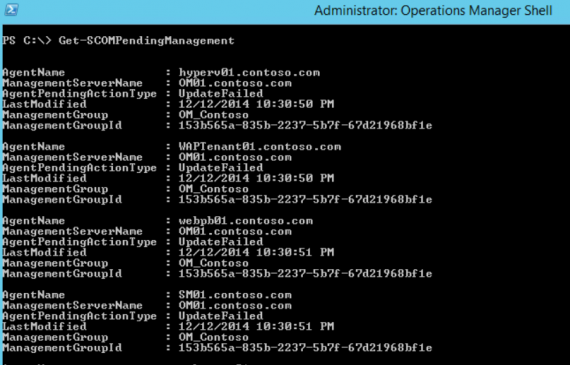 Administrator: Operations Manager Shell
PS C:\> Get-SCOMPendingManagement
AgentName : hyperv01.contoso.com
ManagementServerName : OM01.contoso.com
AgentPendingActionType : UpdateFailed
LastModified : 12/12/2014 10:30:50 PM
ManagementGroup : OM_Contoso
ManagementGroupId : 153b565a-835b-2237-5b7f-67d21968bf1e
AgentName : WAPTenant01.contoso.com
ManagementServerName : OM01.contoso.com
AgentPendingActionType : UpdateFailed
LastModified : 12/12/2014 10:30:50 PM
ManagementGroup : OM_Contoso
ManagementGroupId : 153b565a-835b-2237-5b7f-67d21968bf1e
AgentName : webpb01.contoso.com
ManagementServerName : OM01.contoso.com
AgentPendingActionType : UpdateFailed
LastModified : 12/12/2014 10:30:51 PM
ManagementGroup : OM_Contoso
ManagementGroupId : 153b565a-835b-2237-5b7f-67d21968bf1e
AgentName : SM01.contoso.com
ManagementServerName : OM01.contoso.com
AgentPendingActionType : UpdateFailed
LastModified : 12/12/2014 10:30:51 PM
ManagementGroup : OM_Contoso
ManagementGroupId : 153b565a-835b-2237-5b7f-67d21968bf1e